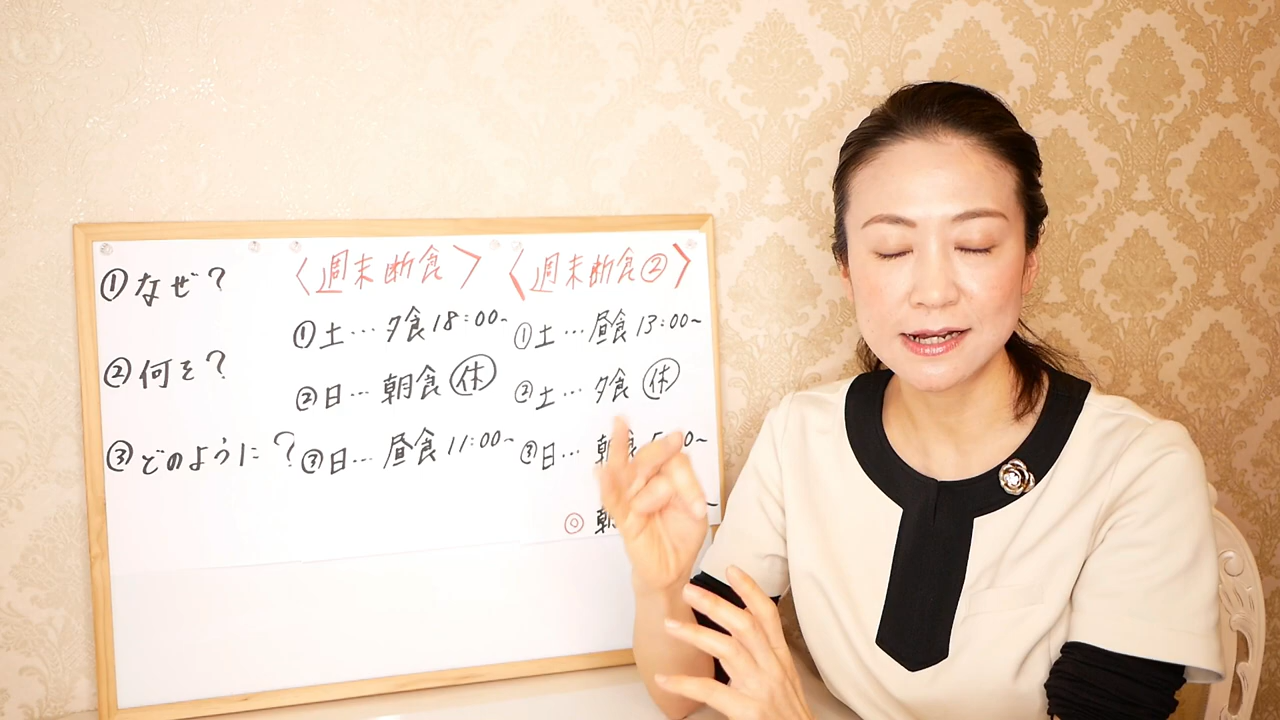 ①なぜ?
②何を?
③どのように?
〈週末断食〉
①土…夕食18:00~
②日…朝食㊡
③日…昼食11:00~
〈週末断食②〉
①土…昼食13:00~
②土…夕食㊡
③日…朝
◎朝